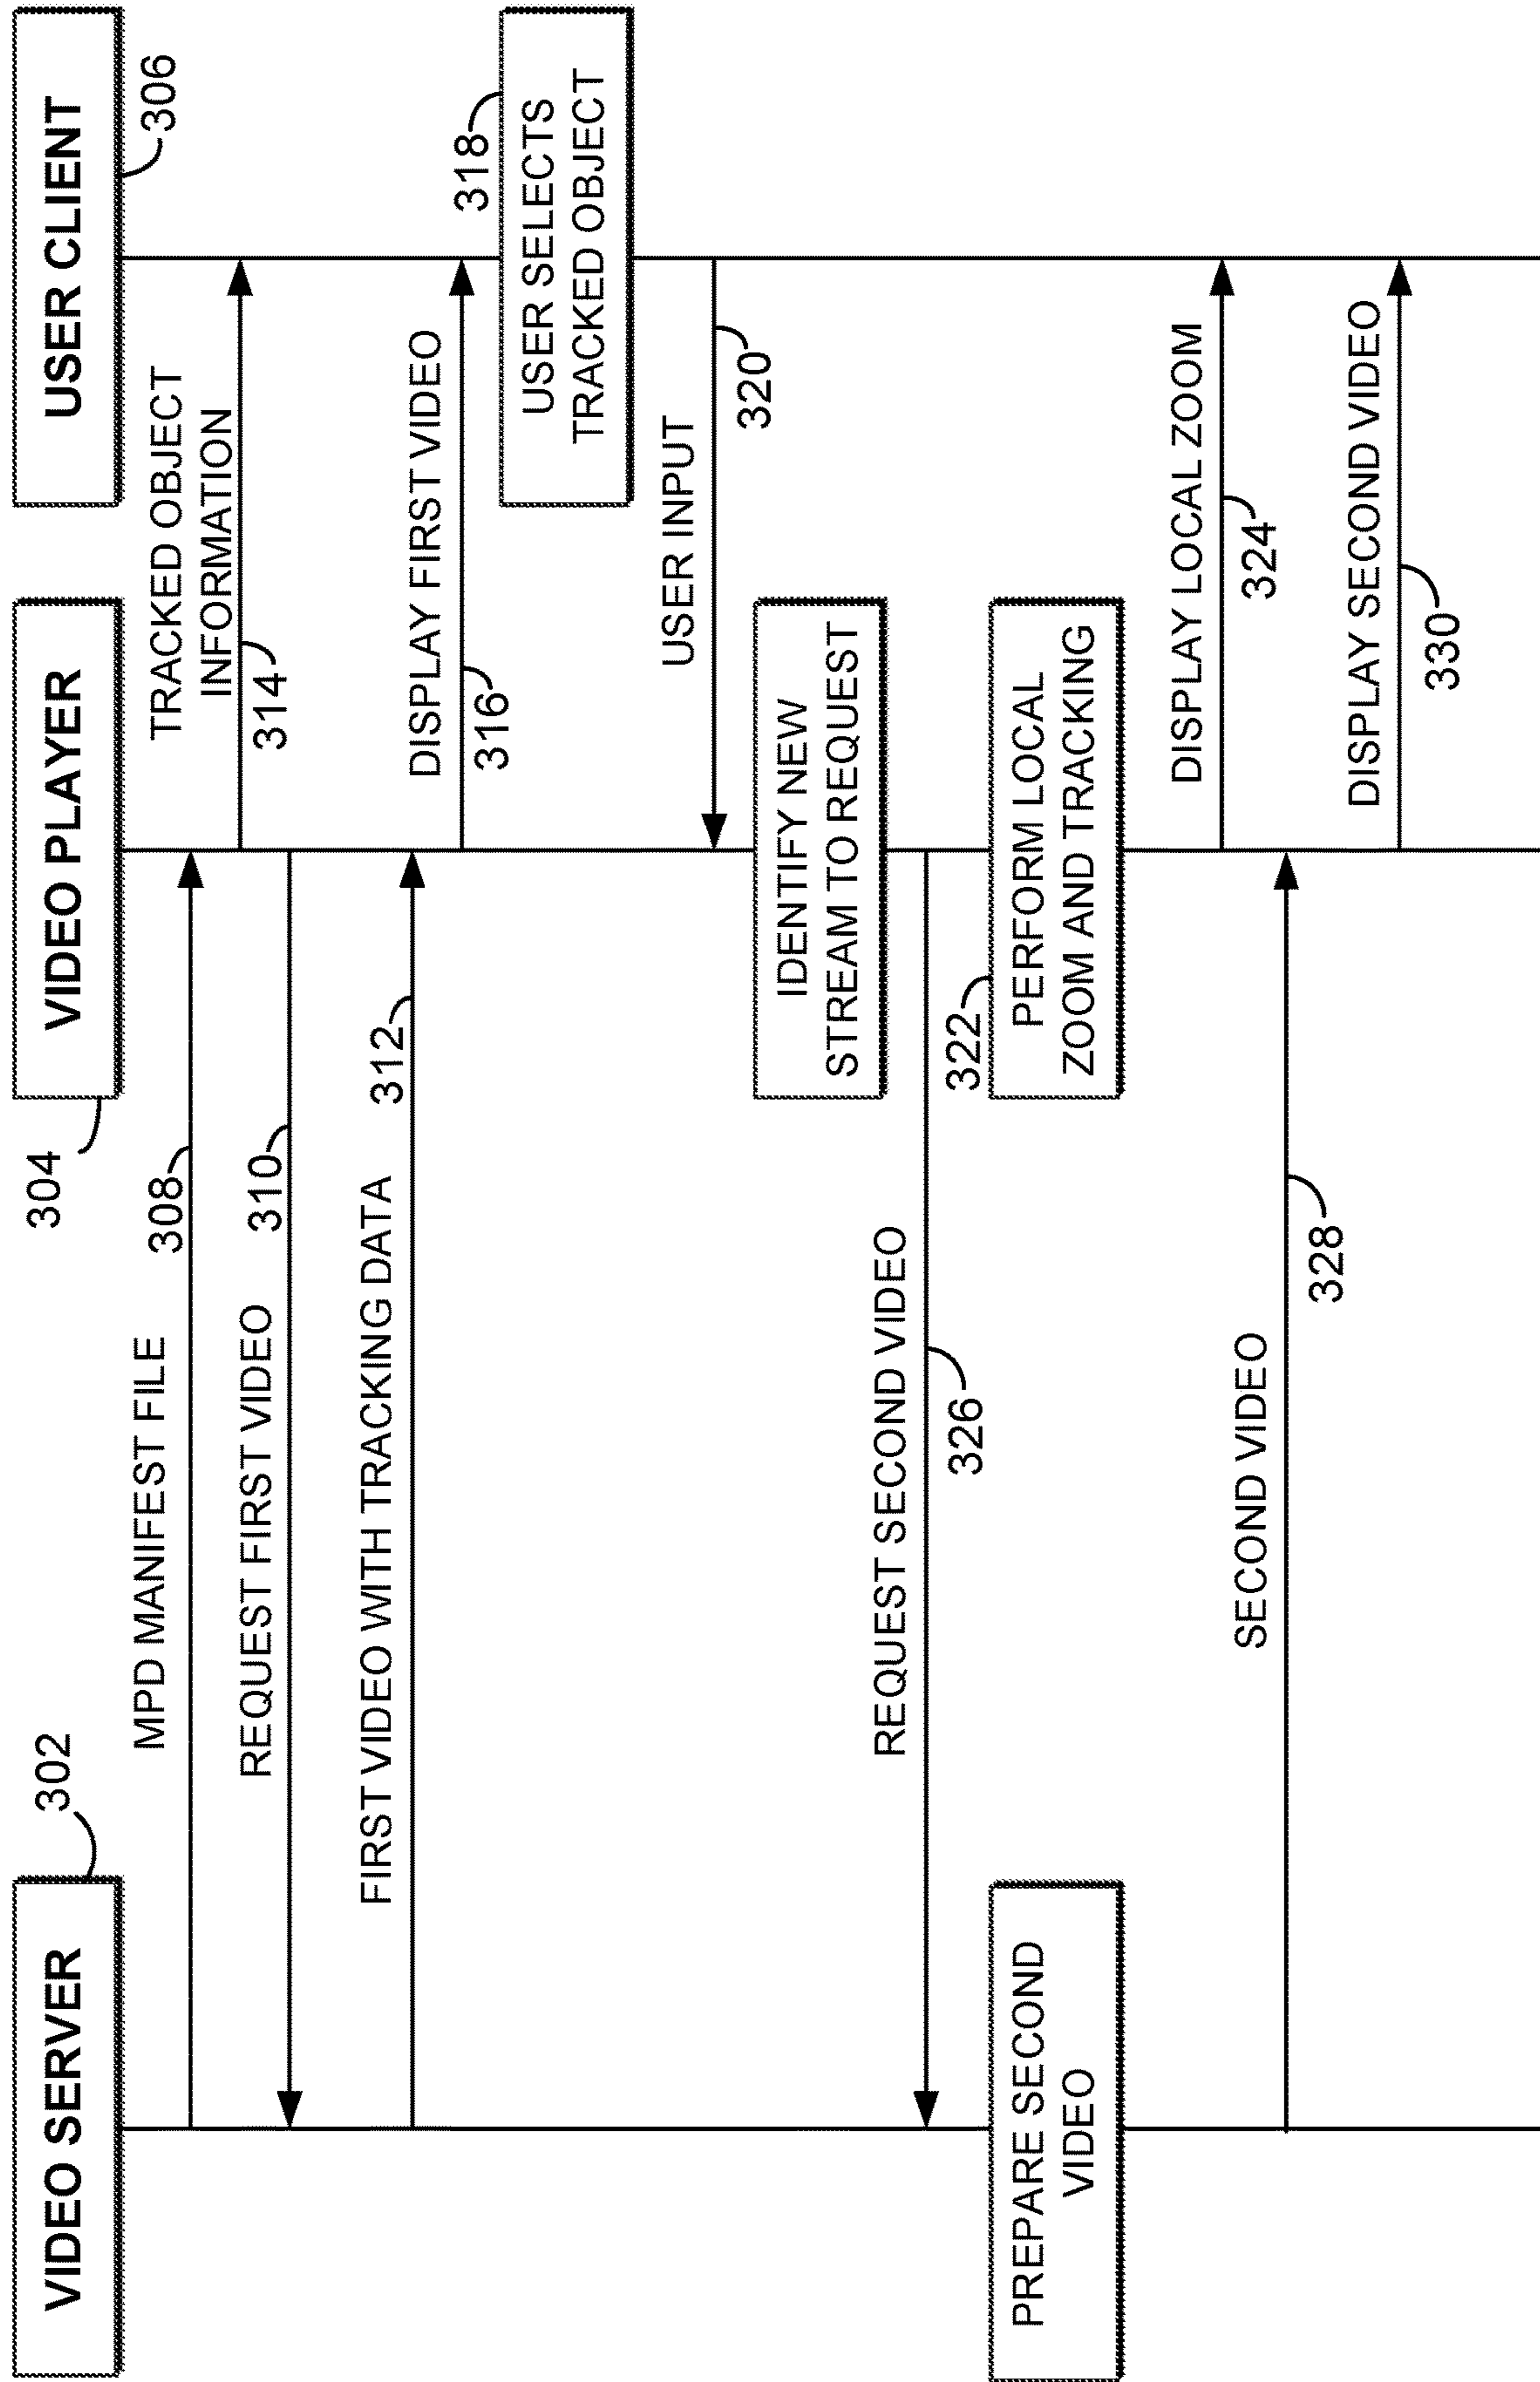 VIDEO SERVER
302
VIDEO PLAYER
304
USER CLIENT
306
MPD MANIFEST FILE
308
TRACKED OBJECT
INFORMATION
314
REQUEST FIRST VIDEO
310
FIRST VIDEO WITH TRACKING DATA
312
DISPLAY FIRST VIDEO
316
318
USER SELECTS
TRACKED OBJECT
USER INPUT
320
IDENTIFY NEW
STREAM TO REQUEST
REQUEST SECOND VIDEO
326
322
PERFORM LOCAL
ZOOM AND TRACKING
PREPARE SECOND
VIDEO
DISPLAY LOCAL ZOOM
324
SECOND VIDEO
328
DISPLAY SECOND VIDEO
330